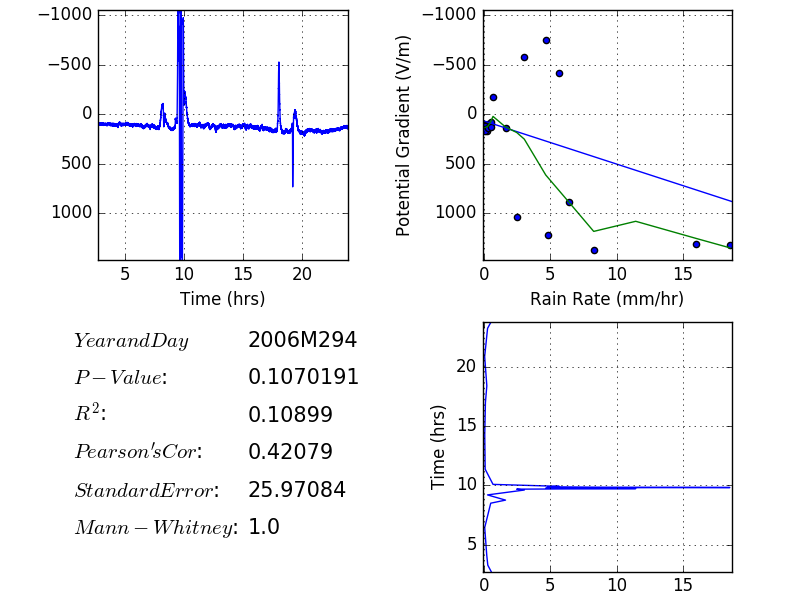 −1000
−500
0
500
1000
5
10
15
20
Time (hrs)
−1000
−500
0
500
1000
Potential Gradient (V/m)
0
5
10
15
Rain Rate (mm/hr)
YearandDay 2006M294
P−Value: 0.1070191
R²: 0.10899
Pearson'sCor: 0.42079
StandardError: 25.97084
Mann−Whitney: 1.0
20
15
10
5
Time (hrs)
0
5
10
15